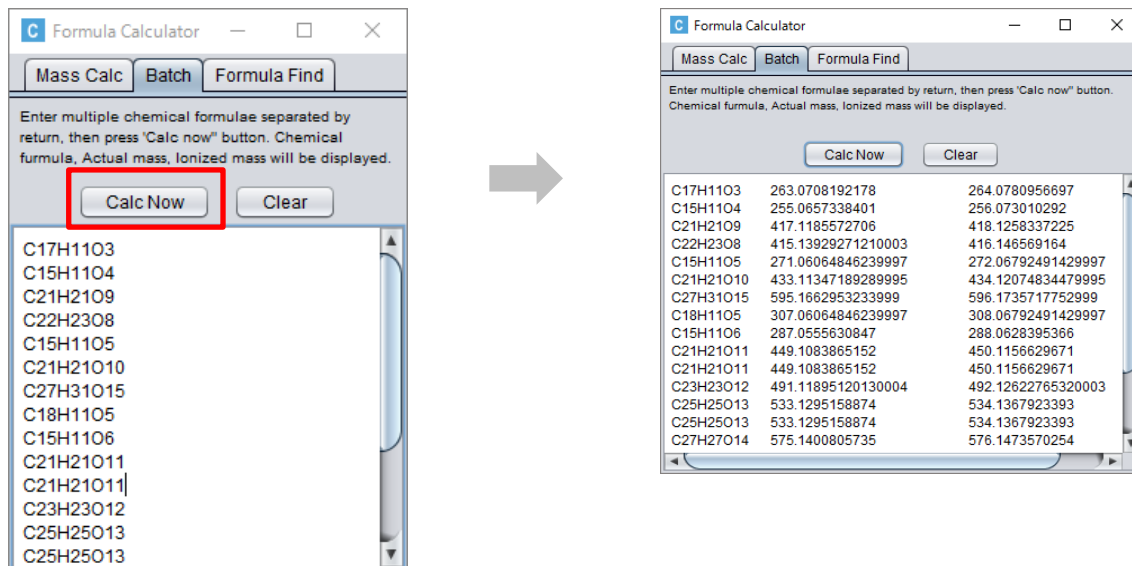 C Formula Calculator
Mass Calc Batch Formula Find
Enter multiple chemical formulae separated by
return, then press 'Calc now" button. Chemical
furmula, Actual mass, Ionized mass will be displayed.
Calc Now Clear
C17H11O3
C15H11O4
C21H21O9
C22H23O8
C15H11O5
C21H21O10
C27H31O15
C18H11O5
C15H11O6
C21H21O11
C21H21O11
C23H23O12
C25H25O13
C25H25O13
C Formula Calculator
Mass Calc Batch Formula Find
Enter multiple chemical formulae separated by return, then press 'Calc now" button.
Chemical furmula, Actual mass, Ionized mass will be displayed.
Calc Now Clear
C17H11O3 263.0708192178 264.0780956697
C15H11O4 255.0657338401 256.073010292
C21H21O9 417.1185572706 418.1258337225
C22H23O8 415.13929271210003 416.146569164
C15H11O5 271.06064846239997 272.06792491429997
C21H21O10 433.11347189289995 434.12074834479995
C27H31O15 595.1662953233999 596.1735717752999
C18H11O5 307.06064846239997 308.06792491429997
C15H11O6 287.0555630847 288.0628395366
C21H21O11 449.1083865152 450.1156629671
C21H21O11 449.1083865152 450.1156629671
C23H23O12 491.11895120130004 492.12622765320003
C25H25O13 533.1295158874 534.1367923393
C25H25O13 533.1295158874 534.1367923393
C27H27O14 575.1400805735 576.1473570254